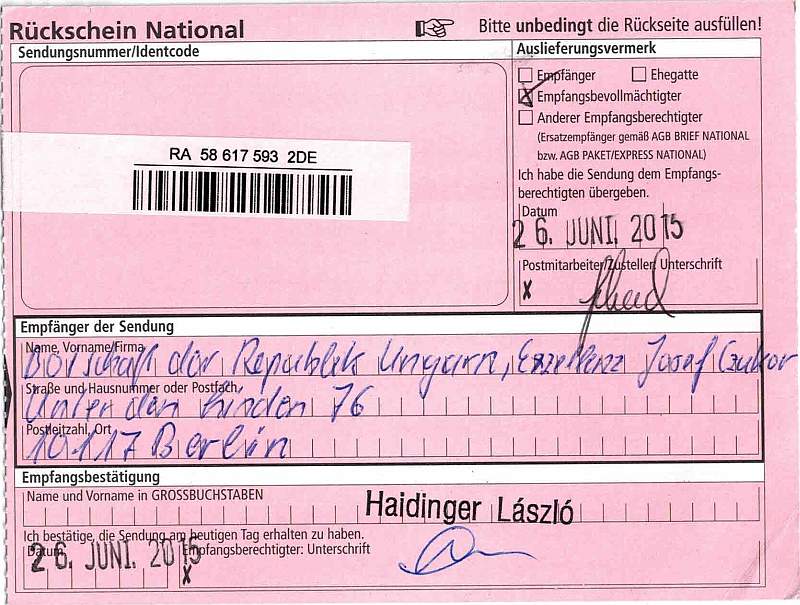 Rückschein National
Bitte unbedingt die Rückseite ausfüllen!
Sendungsnummer/Identcode
RA 58 617 593 2DE
Auslieferungsvermerk
Empfänger
Ehegatte
Empfangsbevollmächtigter
Anderer Empfangsberechtigter
(Ersatzempfänger gemäß AGB BRIEF NATIONAL
bzw. AGB PAKET/EXPRESS NATIONAL)
Ich habe die Sendung dem Empfangs-
berechtigten übergeben.
Datum
26. JUNI. 2015
Postmitarbeiter/Zusteller, Unterschrift
x
Empfänger der Sendung
Name, Vorname/Firma
Botschaft der Republik Ungarn, Exzellenz Josef Czukor
Straße und Hausnummer oder Postfach
Unter den Linden 76
Postleitzahl, Ort
10117 Berlin
Empfangsbestätigung
Name und Vorname in GROSSBUCHSTABEN
Haidinger László
Ich bestätige, die Sendung am heutigen Tag erhalten zu haben.
Datum
Empfangsberechtigter: Unterschrift
26. JUNI. 2015
x